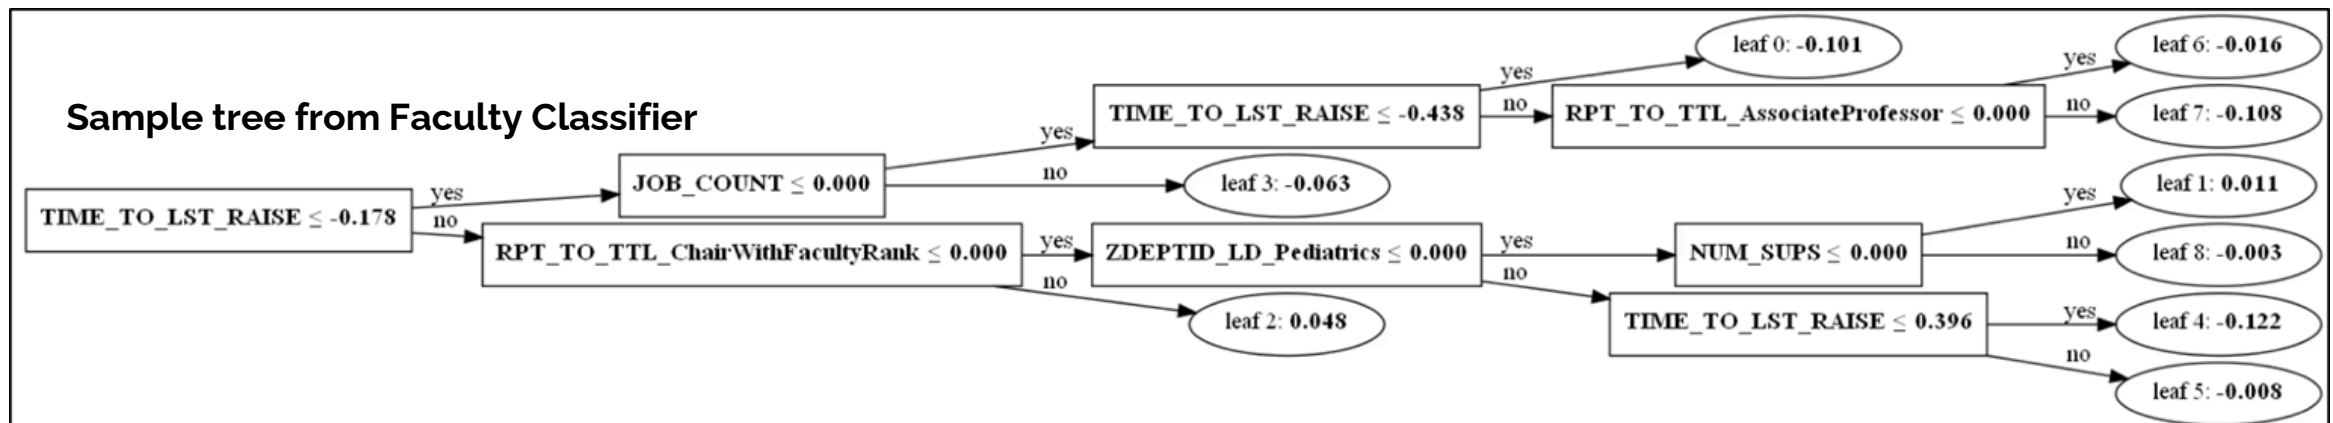 Sample tree from Faculty Classifier
TIME_TO_LST_RAISE ≤ -0.178
yes
no
JOB_COUNT ≤ 0.000
yes
no
TIME_TO_LST_RAISE ≤ -0.438
yes
no
leaf 0: -0.101
RPT_TO_TTL_AssociateProfessor ≤ 0.000
yes
no
leaf 6: -0.016
leaf 7: -0.108
leaf 3: -0.063
RPT_TO_TTL_ChairWithFacultyRank ≤ 0.000
yes
no
ZDEPTID_LD_Pediatrics ≤ 0.000
yes
no
NUM_SUPS ≤ 0.000
yes
no
leaf 1: 0.011
leaf 8: -0.003
TIME_TO_LST_RAISE ≤ 0.396
yes
no
leaf 4: -0.122
leaf 5: -0.008
leaf 2: 0.048